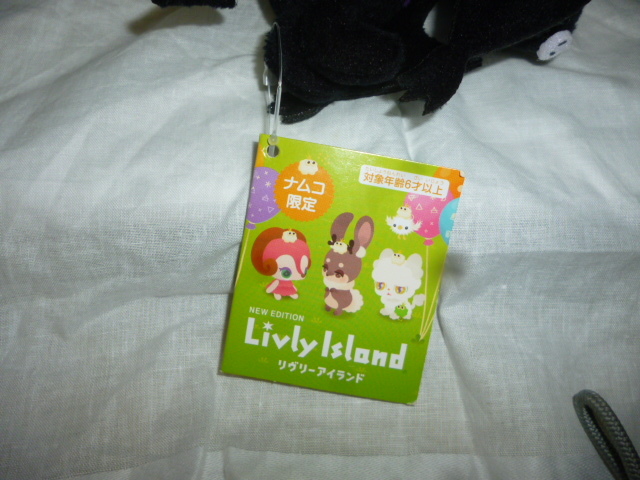 ナムコ
限定
対象年齢6才以上
NEW EDITION
Livly Island
リヴリーアイランド